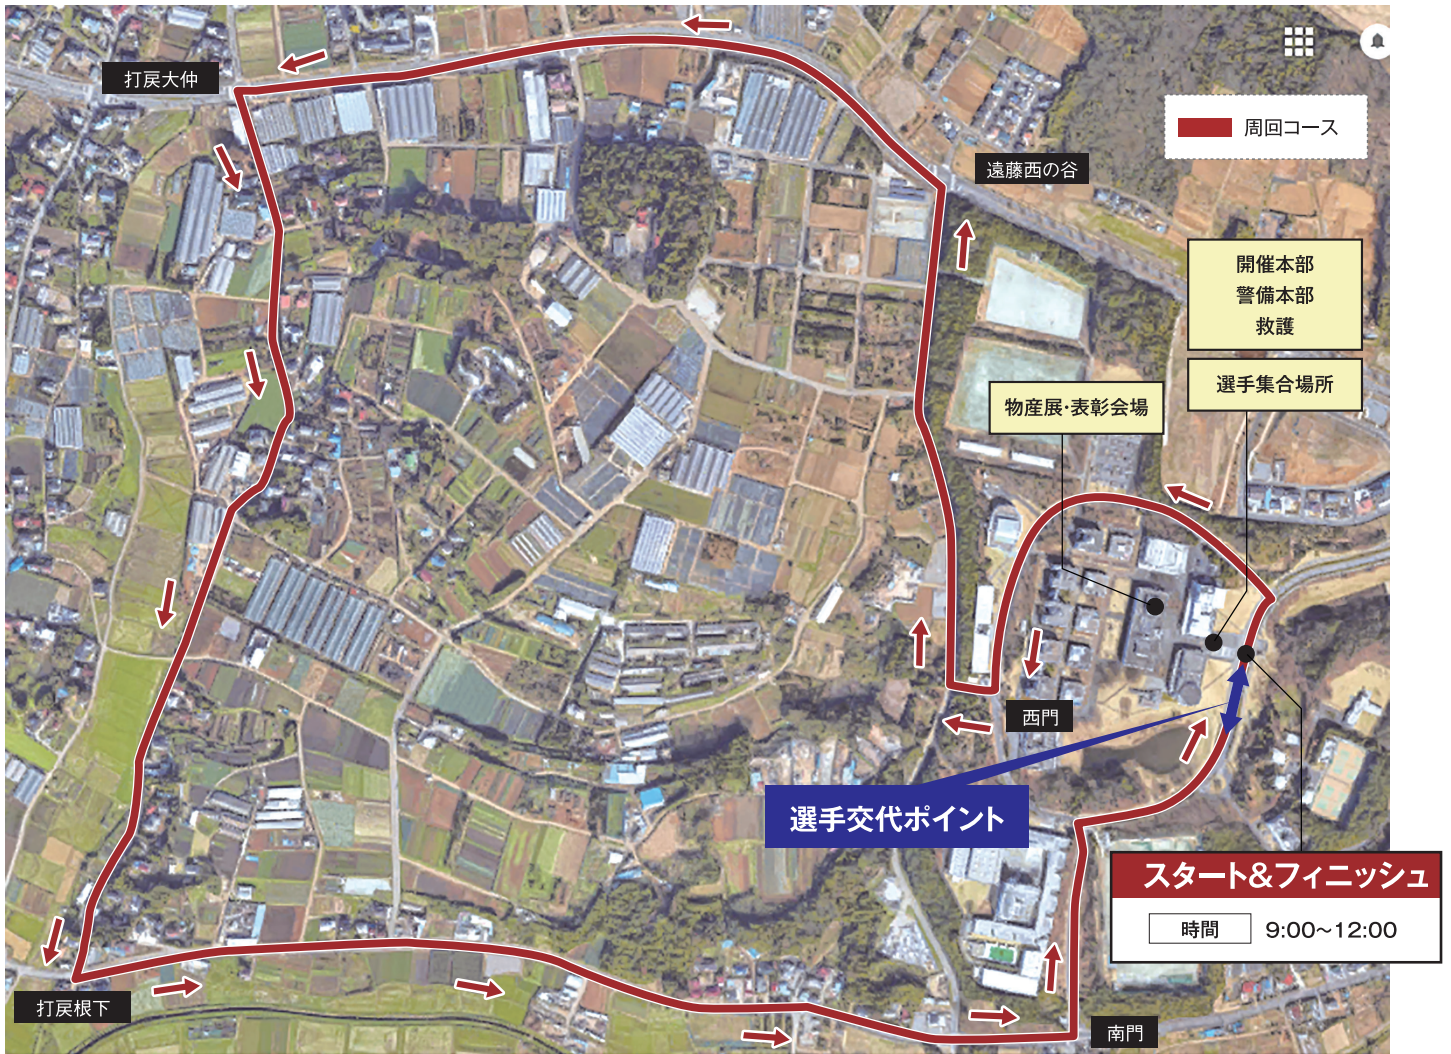 打戻大仲
周回コース
遠藤西の谷
開催本部
警備本部
救護
選手集合場所
物産展・表彰会場
西門
選手交代ポイント
スタート&フィニッシュ
時間 9:00〜12:00
打戻根下
南門